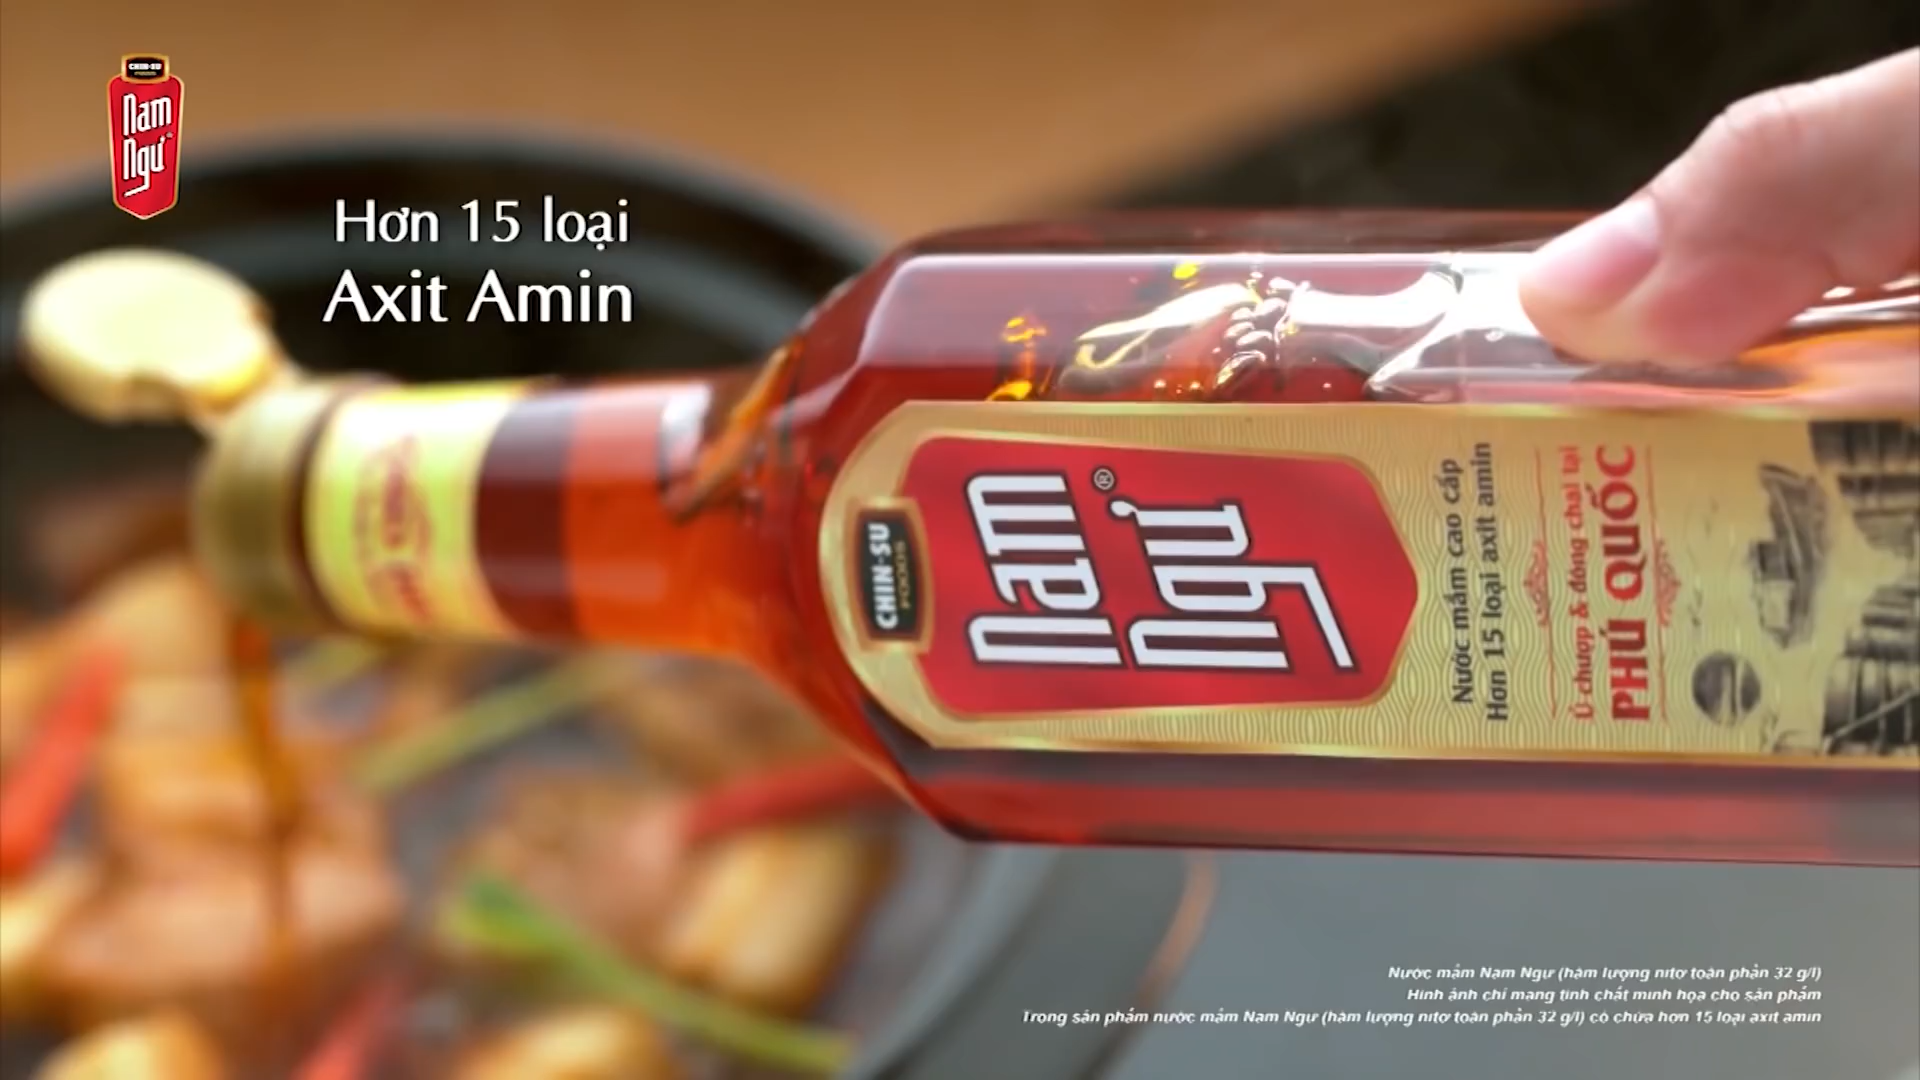 CHIN-SU
FOODS
Nam
Ngư
Hơn 15 loại
Axit Amin
CHIN-SU
FOODS
Nam ®
Ngư
Nước mắm cao cấp
Hơn 15 loại axit amin
Ủ chượp & đóng chai tại
PHÚ QUỐC
Nước mắm Nam Ngư (hàm lượng nitơ toàn phần 32 g/l)
Hình ảnh chỉ mang tính chất minh họa cho sản phẩm
Trong sản phẩm nước mắm Nam Ngư (hàm lượng nitơ toàn phần 32 g/l) có chứa hơn 15 loại axit amin